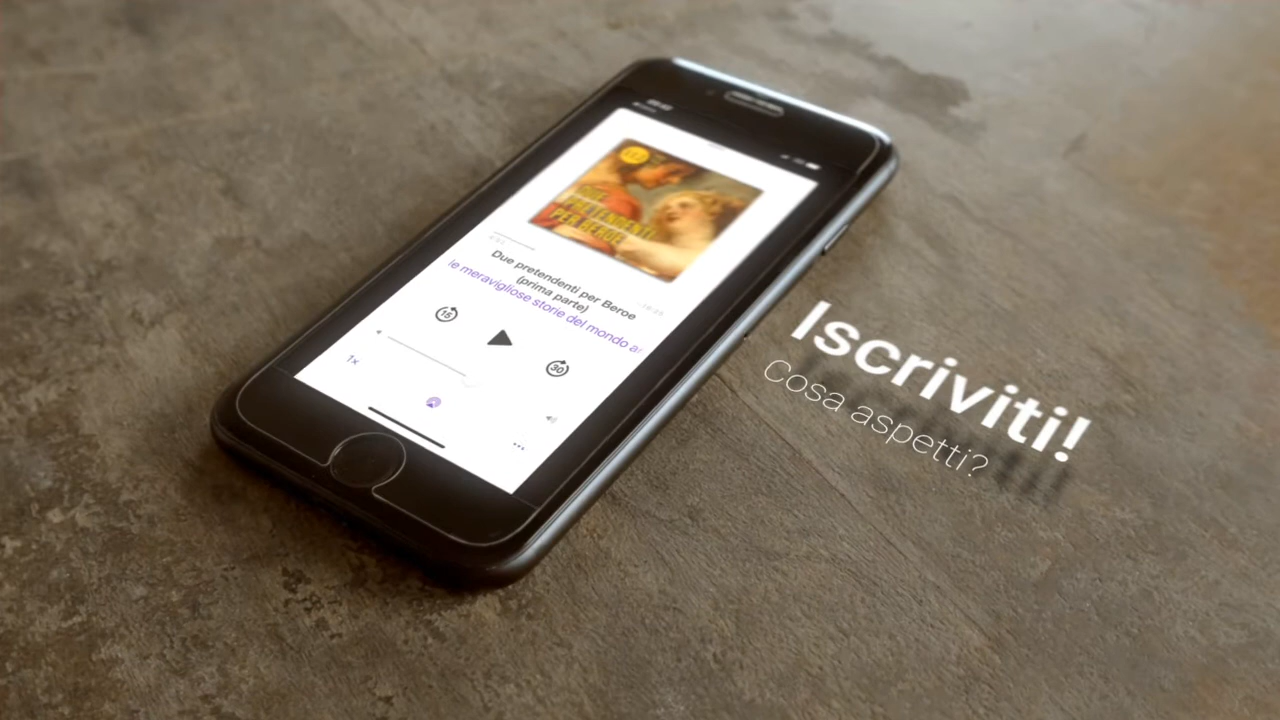 DUE
PRETENDENTI
PER BEROE
Due pretendenti per Beroe
(prima parte)
le meravigliose storie del mondo a
15
30
1x
Iscriviti!
Cosa aspetti?